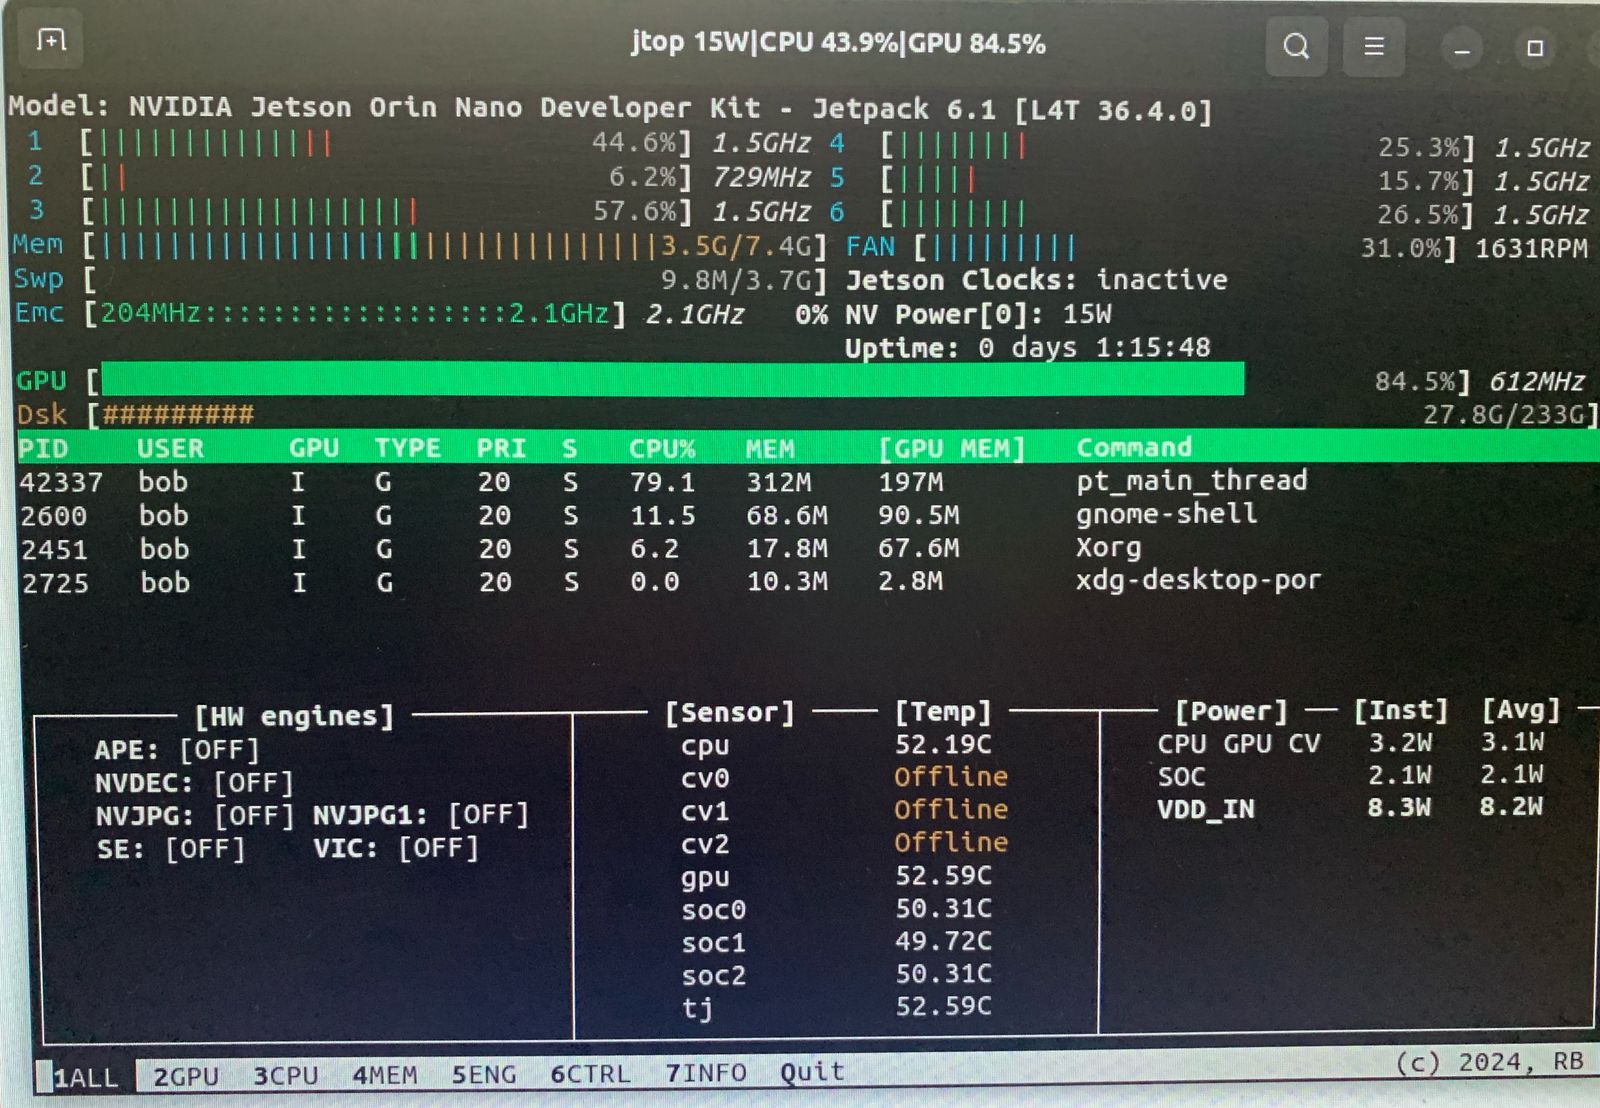 jtop 15W|CPU 43.9%|GPU 84.5%
Model: NVIDIA Jetson Orin Nano Developer Kit - Jetpack 6.1 [L4T 36.4.0]
1 [||||||||||||||| 44.6%] 1.5GHz 4 [|||||||| 25.3%] 1.5GHz
2 [|| 6.2%] 729MHz 5 [||||| 15.7%] 1.5GHz
3 [||||||||||||||||||| 57.6%] 1.5GHz 6 [|||||||| 26.5%] 1.5GHz
Mem [|||||||||||||||||||||||||||||||||3.5G/7.4G] FAN [||||||||| 31.0%] 1631RPM
Swp [ 9.8M/3.7G] Jetson Clocks: inactive
Emc [204MHz::::::::::::::::::2.1GHz] 2.1GHz 0% NV Power[0]: 15W
Uptime: 0 days 1:15:48
GPU [ 84.5%] 612MHz
Dsk [######### 27.8G/233G]
PID USER GPU TYPE PRI S CPU% MEM [GPU MEM] Command
42337 bob I G 20 S 79.1 312M 197M pt_main_thread
2600 bob I G 20 S 11.5 68.6M 90.5M gnome-shell
2451 bob I G 20 S 6.2 17.8M 67.6M Xorg
2725 bob I G 20 S 0.0 10.3M 2.8M xdg-desktop-por
[HW engines] [Sensor] [Temp] [Power] [Inst] [Avg]
APE: [OFF] cpu 52.19C CPU GPU CV 3.2W 3.1W
NVDEC: [OFF] cv0 Offline SOC 2.1W 2.1W
NVJPG: [OFF] NVJPG1: [OFF] cv1 Offline VDD_IN 8.3W 8.2W
SE: [OFF] VIC: [OFF] cv2 Offline
gpu 52.59C
soc0 50.31C
soc1 49.72C
soc2 50.31C
tj 52.59C
1ALL 2GPU 3CPU 4MEM 5ENG 6CTRL 7INFO Quit (c) 2024, RB